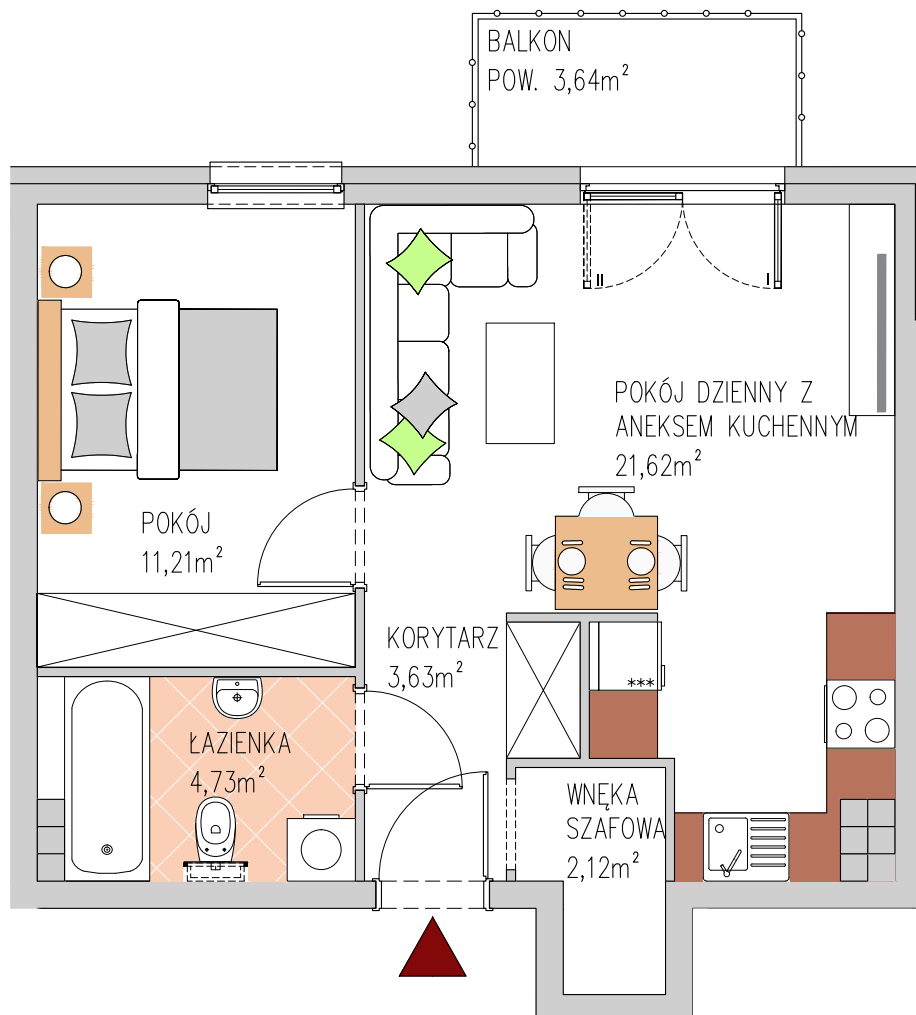 BALKON
POW. 3,64m²
POKÓJ DZIENNY Z
ANEKSEM KUCHENNYM
21,62m²
POKÓJ
11,21m²
KORYTARZ
3,63m²
***
ŁAZIENKA
4,73m²
WNĘKA
SZAFOWA
2,12m²
II
I